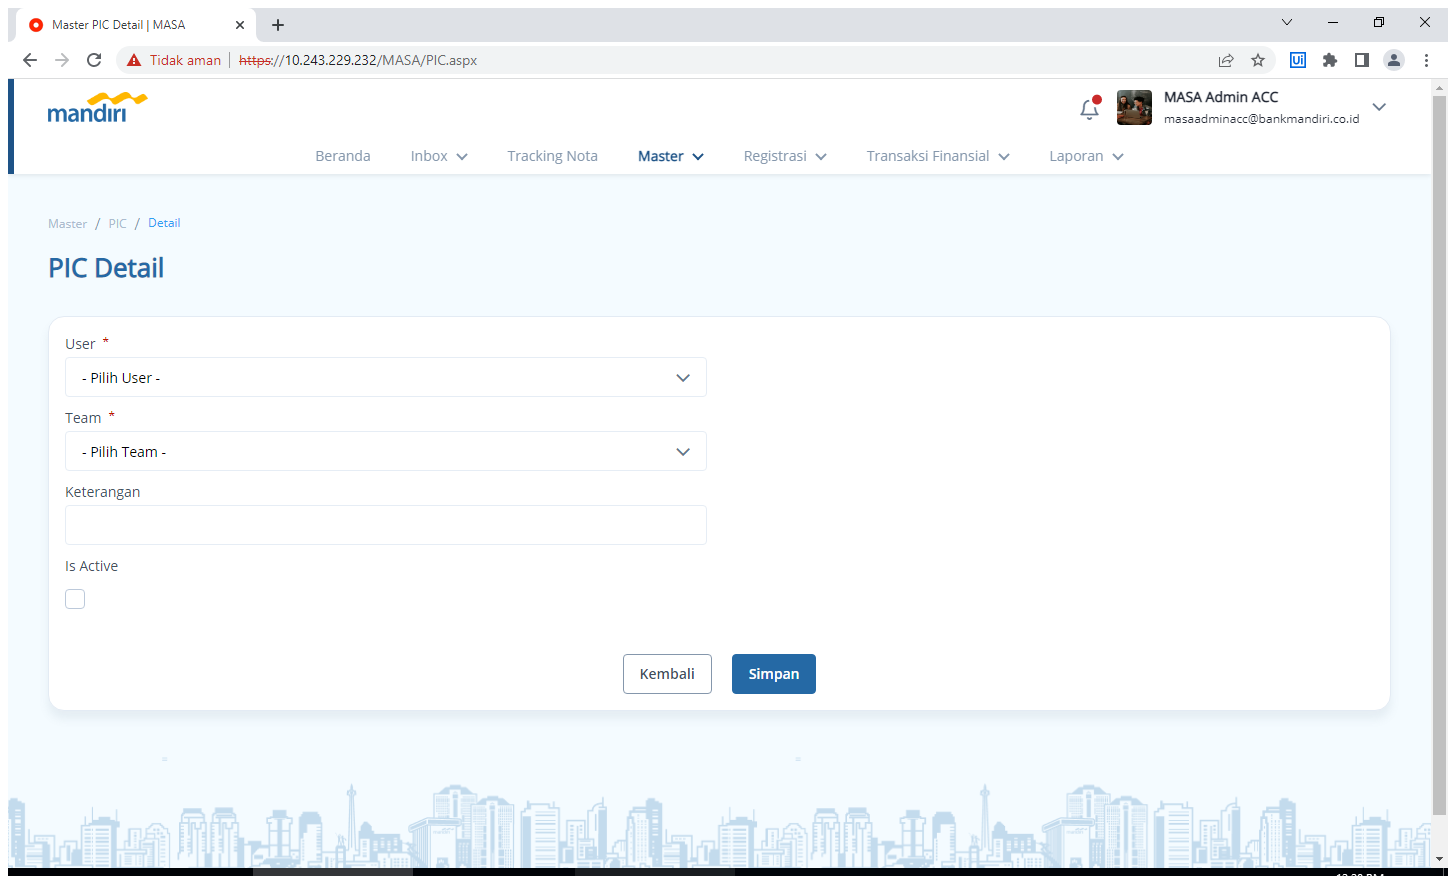 Master PIC Detail | MASA
Tidak aman
https://10.243.229.232/MASA/PIC.aspx
Ui
mandiri
MASA Admin ACC
masaadminacc@bankmandiri.co.id
Beranda Inbox Tracking Nota Master Registrasi Transaksi Finansial Laporan
Master / PIC / Detail
PIC Detail
User *
- Pilih User -
Team *
- Pilih Team -
Keterangan
Is Active
Kembali Simpan